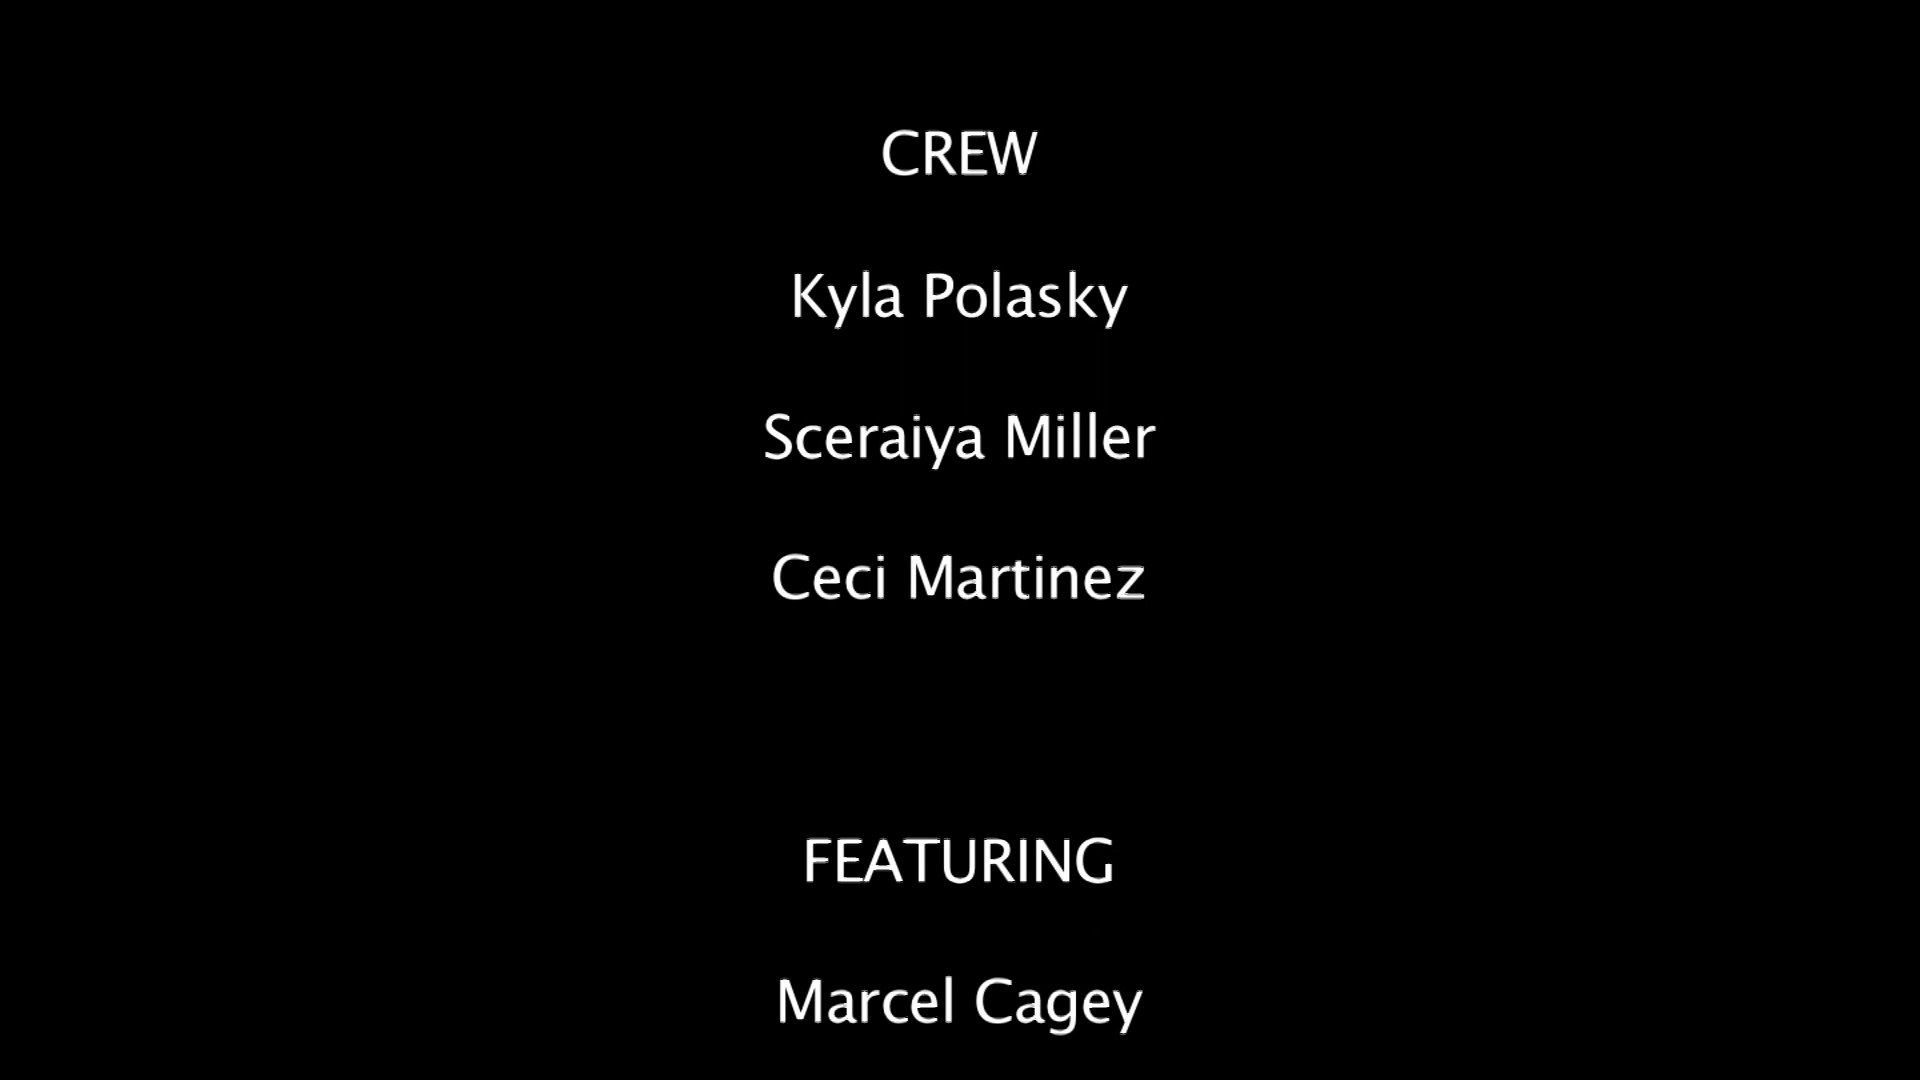 CREW
Kyla Polasky
Sceraiya Miller
Ceci Martinez
FEATURING
Marcel Cagey